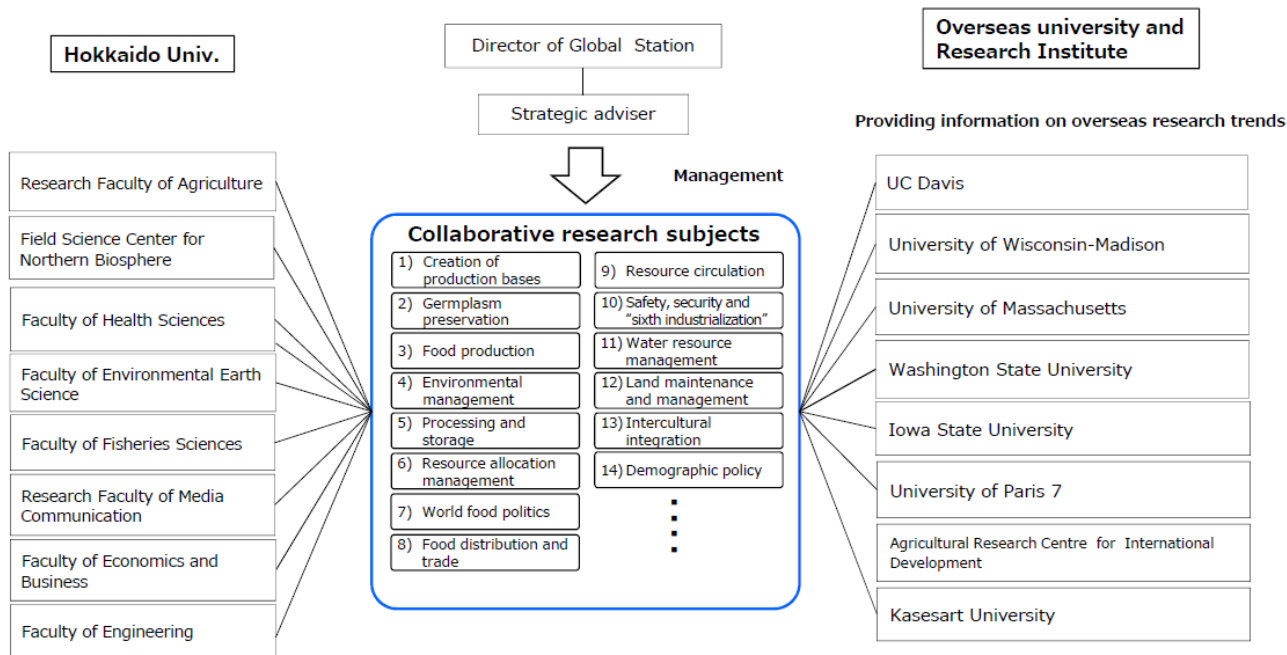 Hokkaido Univ.
Director of Global Station
Strategic adviser
Overseas university and
Research Institute
Providing information on overseas research trends
Management
Research Faculty of Agriculture
Field Science Center for
Northern Biosphere
Faculty of Health Sciences
Faculty of Environmental Earth
Science
Faculty of Fisheries Sciences
Research Faculty of Media
Communication
Faculty of Economics and
Business
Faculty of Engineering
Collaborative research subjects
1) Creation of
production bases
2) Germplasm
preservation
3) Food production
4) Environmental
management
5) Processing and
storage
6) Resource allocation
management
7) World food politics
8) Food distribution and
trade
9) Resource circulation
10) Safety, security and
"sixth industrialization"
11) Water resource
management
12) Land maintenance
and management
13) Intercultural
integration
14) Demographic policy
UC Davis
University of Wisconsin-Madison
University of Massachusetts
Washington State University
Iowa State University
University of Paris 7
Agricultural Research Centre for International
Development
Kasesart University